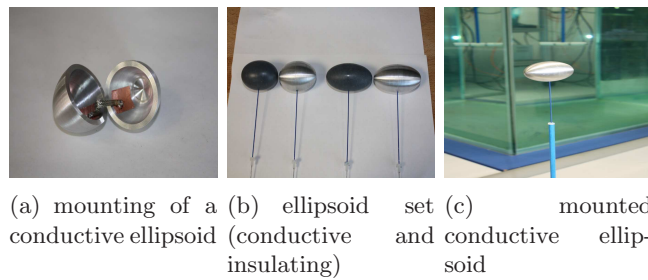 (a) mounting of a
conductive ellipsoid
(b) ellipsoid set
(conductive and
insulating)
(c) mounted
conductive ellip-
soid